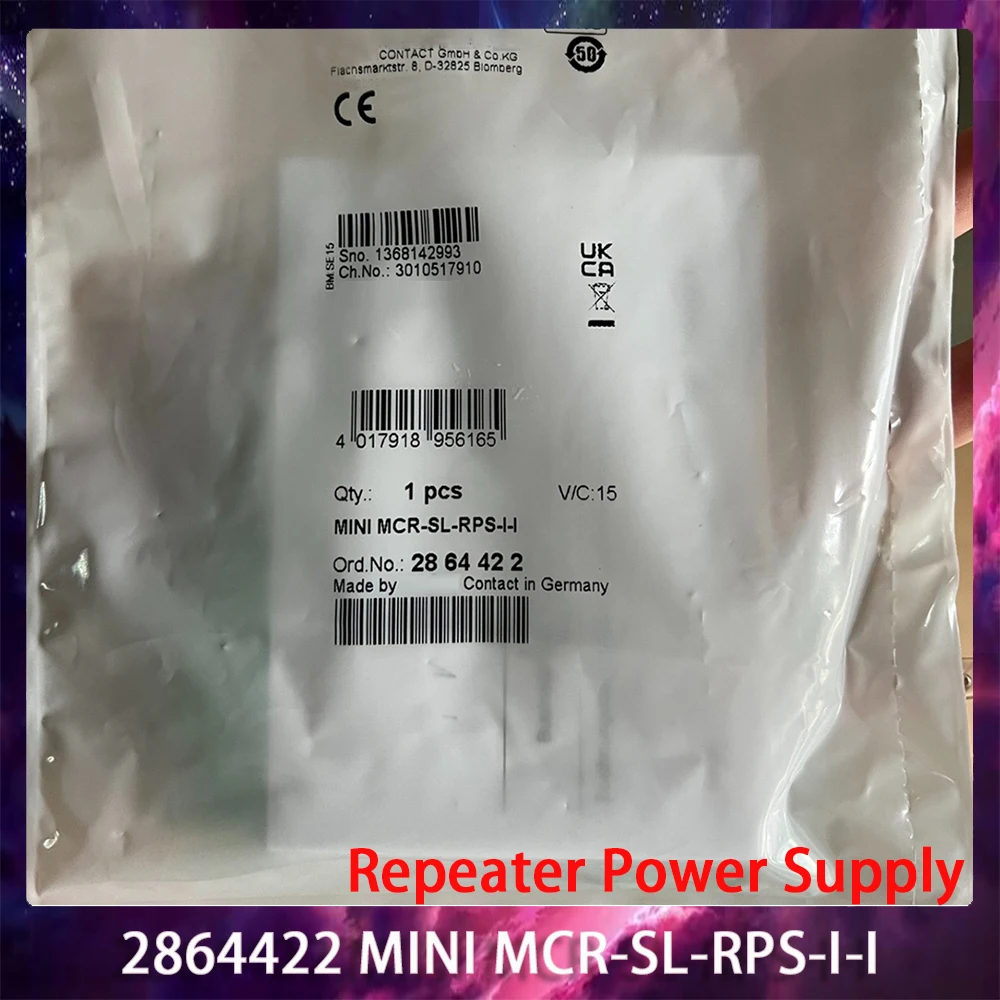 CONTACT GmbH & Co.KG
Flachsmarktstr. 8, D-32825 Blomberg
50
CE
BM.SE 15
Sno. 1368142993
Ch.No.: 3010517910
UK
CA
4 017918 956165
Qty.: 1 pcs V/C:15
MINI MCR-SL-RPS-I-I
Ord.No.: 28 64 42 2
Made by Contact in Germany
Repeater Power Supply
2864422 MINI MCR-SL-RPS-I-I